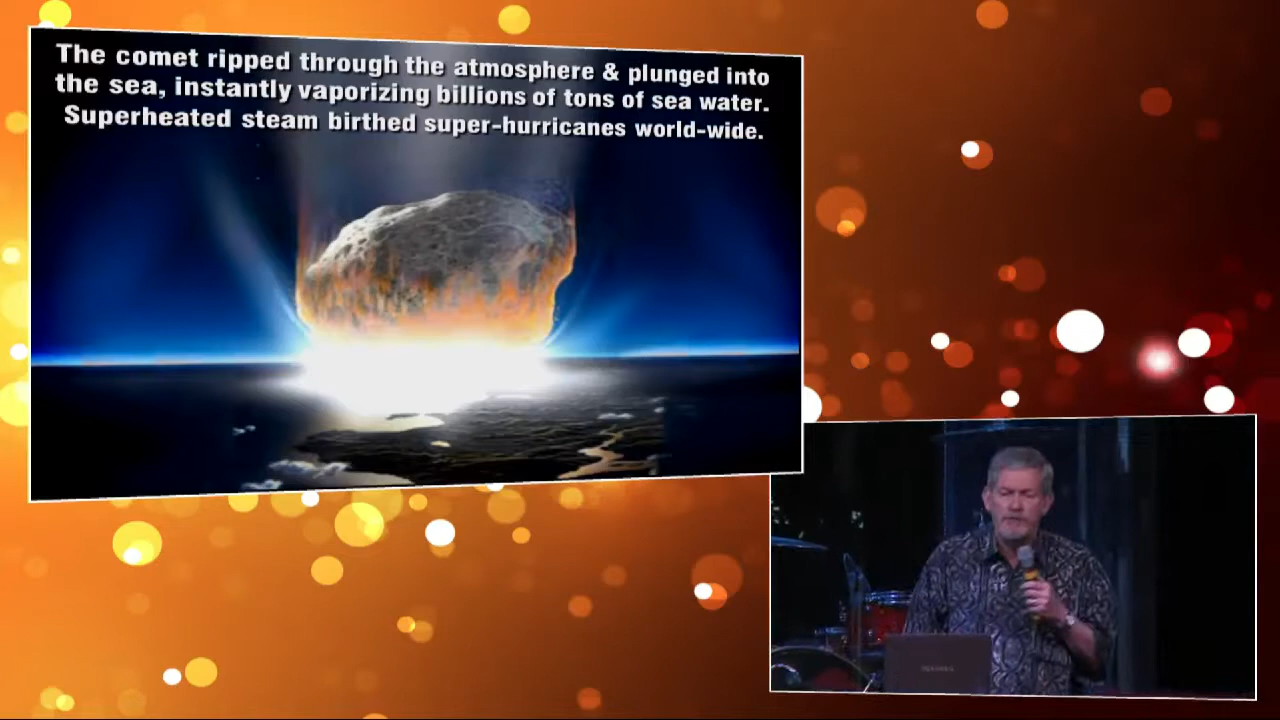 The comet ripped through the atmosphere & plunged into
the sea, instantly vaporizing billions of tons of sea water.
Superheated steam birthed super-hurricanes world-wide.